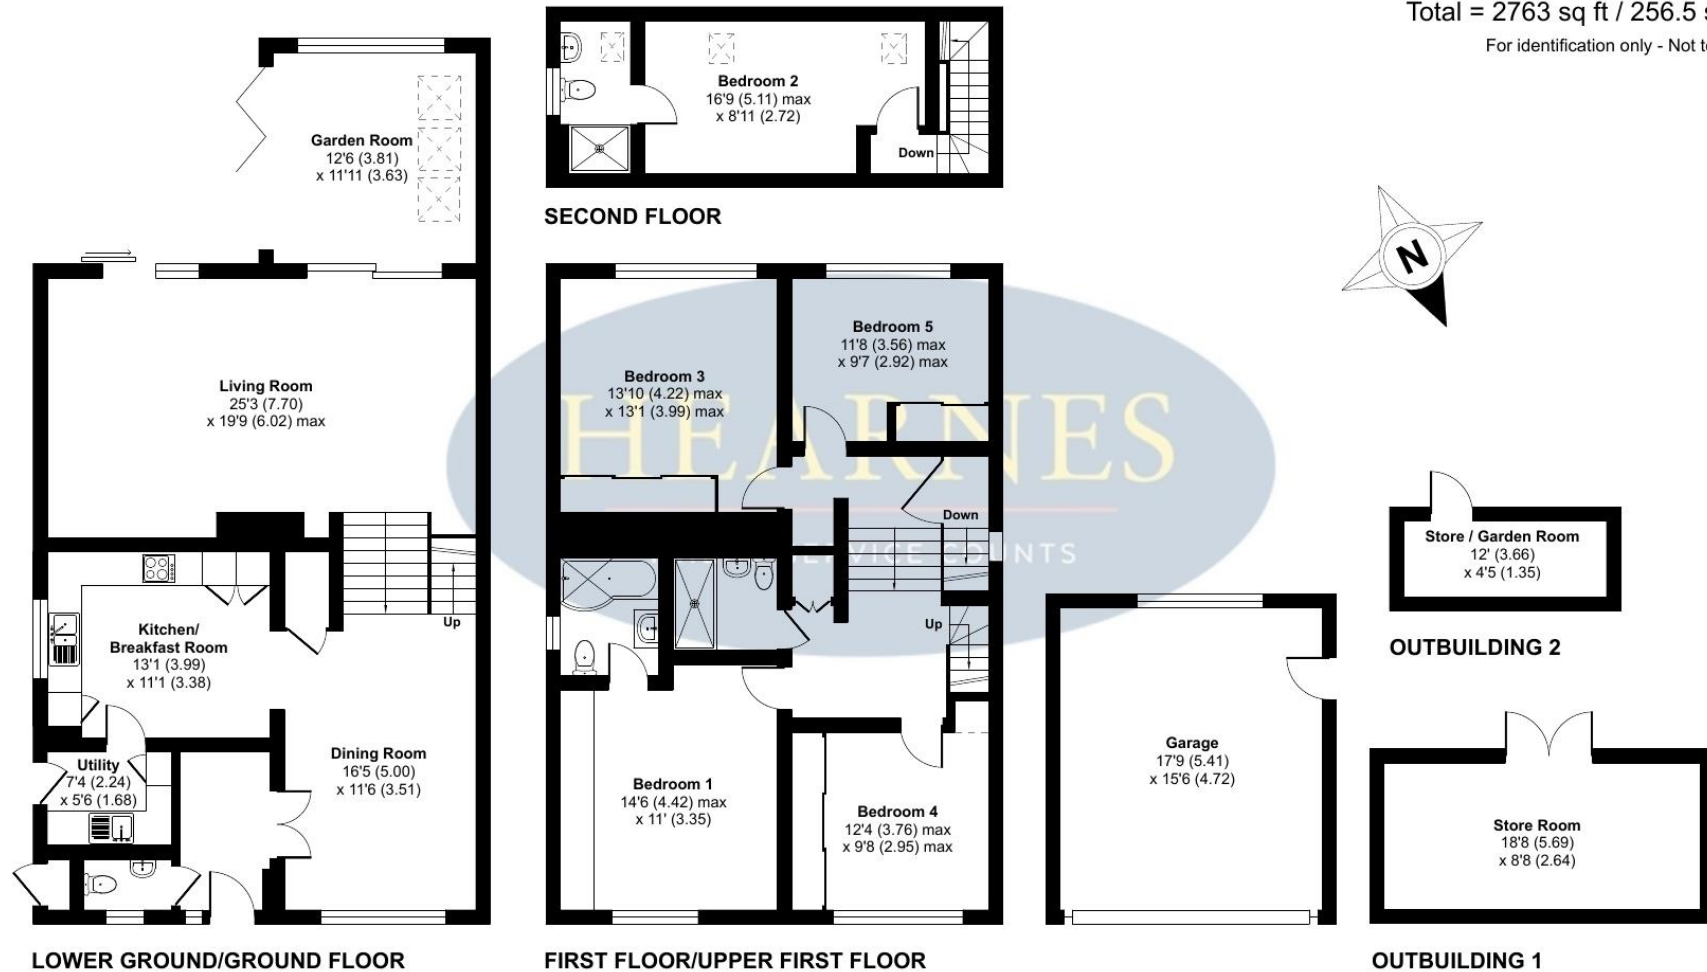 Total = 2763 sq ft / 256.5 s
For identification only - Not t
Garden Room
12'6 (3.81)
x 11'11 (3.63)
Bedroom 2
16'9 (5.11) max
x 8'11 (2.72)
Down
SECOND FLOOR
N
Living Room
25'3 (7.70)
x 19'9 (6.02) max
Bedroom 3
13'10 (4.22) max
x 13'1 (3.99) max
Bedroom 5
11'8 (3.56) max
x 9'7 (2.92) max
HEARNES
Down
SERVICE COUNTS
Up
Up
Kitchen/
Breakfast Room
13'1 (3.99)
x 11'1 (3.38)
Utility
7'4 (2.24)
x 5'6 (1.68)
Dining Room
16'5 (5.00)
x 11'6 (3.51)
Bedroom 1
14'6 (4.42) max
x 11' (3.35)
Bedroom 4
12'4 (3.76) max
x 9'8 (2.95) max
Garage
17'9 (5.41)
x 15'6 (4.72)
Store / Garden Room
12' (3.66)
x 4'5 (1.35)
OUTBUILDING 2
Store Room
18'8 (5.69)
x 8'8 (2.64)
LOWER GROUND/GROUND FLOOR
FIRST FLOOR/UPPER FIRST FLOOR
OUTBUILDING 1